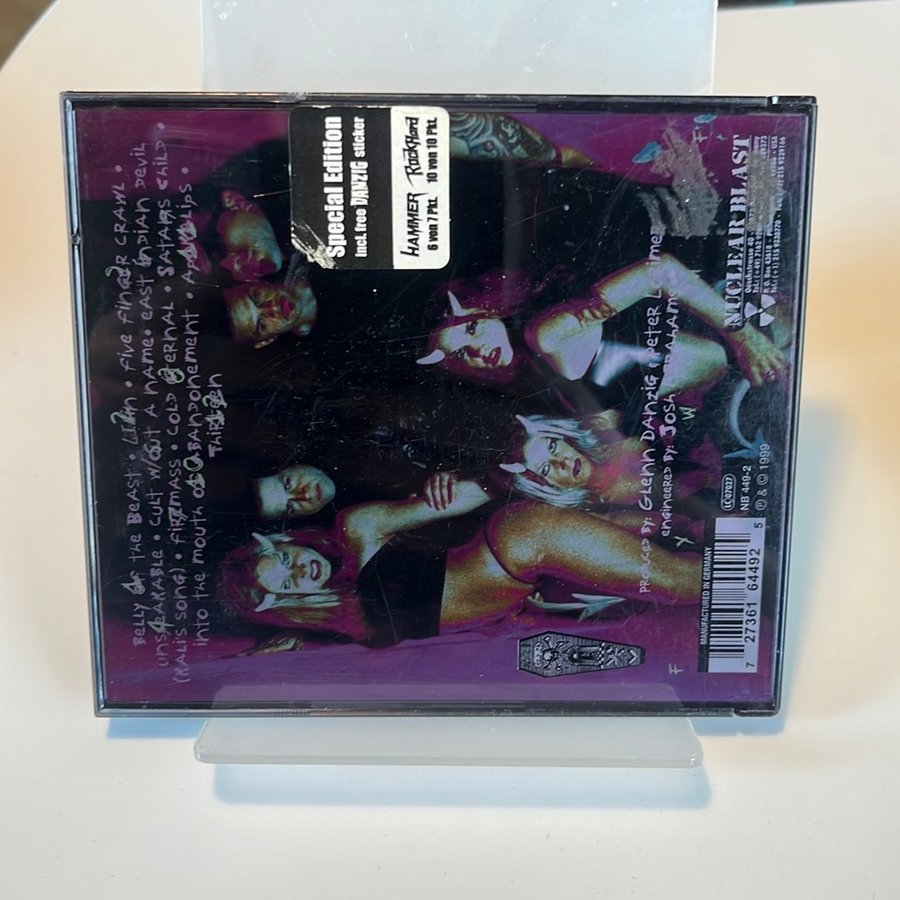 BELLY OF the BEAST • LILIN • FIVE FINGER CRAWL •
UNSPEAKABLE • CULT W/OUT A NAME • EAST INDIAN DEVIL
(KALI'S SONG) • FIREMASS • COLD ETERNAL • SATANS CHILD •
INTO the MOUTH OF ABANDONEMENT • APOKALIPS •
THIRTEEN
Special Edition
incl. free DANZIG sticker
HAMMER RockHard
6 von 7 Pkt. 10 von 10 Pkt.
PRODUCED BY: GLENN DANZIG
ENGINEERED BY: JOSH
NUCLEAR BLAST
LC 07027
NB 449-2
℗ & © 1999
MANUFACTURED IN GERMANY
7 27361 64492 5
F
W
Y
F